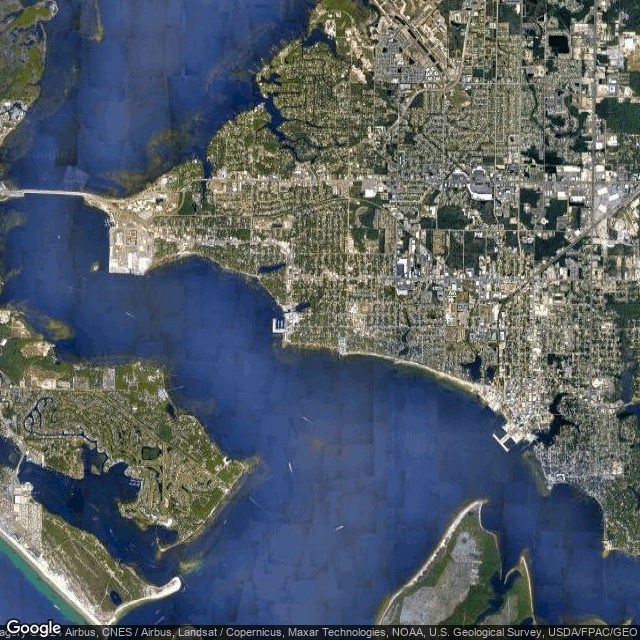 Google
Airbus, CNES / Airbus, Landsat / Copernicus, Maxar Technologies, NOAA, U.S. Geological Survey, USDA/FPAC/GEO